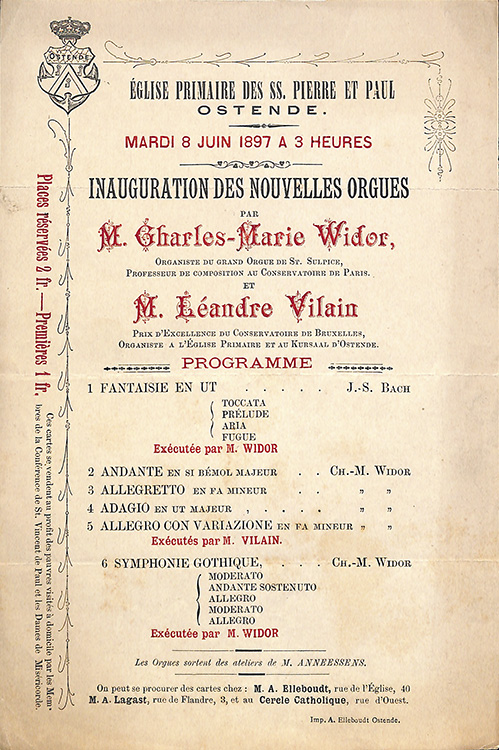 OSTENDE
ÉGLISE PRIMAIRE DES SS. PIERRE ET PAUL
OSTENDE.
MARDI 8 JUIN 1897 A 3 HEURES
INAUGURATION DES NOUVELLES ORGUES
PAR
M. Charles-Marie Widor,
ORGANISTE DU GRAND ORGUE DE ST. SULPICE,
PROFESSEUR DE COMPOSITION AU CONSERVATOIRE DE PARIS.
ET
M. Léandre Vilain
PRIX D'EXCELLENCE DU CONSERVATOIRE DE BRUXELLES,
ORGANISTE A L'ÉGLISE PRIMAIRE ET AU KURSAAL D'OSTENDE.
PROGRAMME
1 FANTAISIE EN UT . . . . . J.-S. BACH
TOCCATA
PRÉLUDE
ARIA
FUGUE
Exécutée par M. WIDOR
2 ANDANTE EN SI BÉMOL MAJEUR . . CH.-M. WIDOR
3 ALLEGRETTO EN FA MINEUR . . „ „
4 ADAGIO EN UT MAJEUR , . . . . „ „
5 ALLEGRO CON VARIAZIONE EN FA MINEUR „ „
Exécutés par M. VILAIN.
6 SYMPHONIE GOTHIQUE, . . . CH.-M. WIDOR
MODERATO
ANDANTE SOSTENUTO
ALLEGRO
MODERATO
ALLEGRO
Exécutée par M. WIDOR
Les Orgues sortent des ateliers de M. ANNEESSENS.
On peut se procurer des cartes chez : M. A. Elleboudt, rue de l'Église, 40
M. A. Lagast, rue de Flandre, 3, et au Cercle Catholique, rue d'Ouest.
Imp. A. Elleboudt Ostende.
Places réservées 2 fr. — Premières 1 fr.
Ces cartes se vendent au profit des pauvres visités à domicile par les Mem-
bres de la Conférence de St. Vincent de Paul et les Dames de Miséricorde.